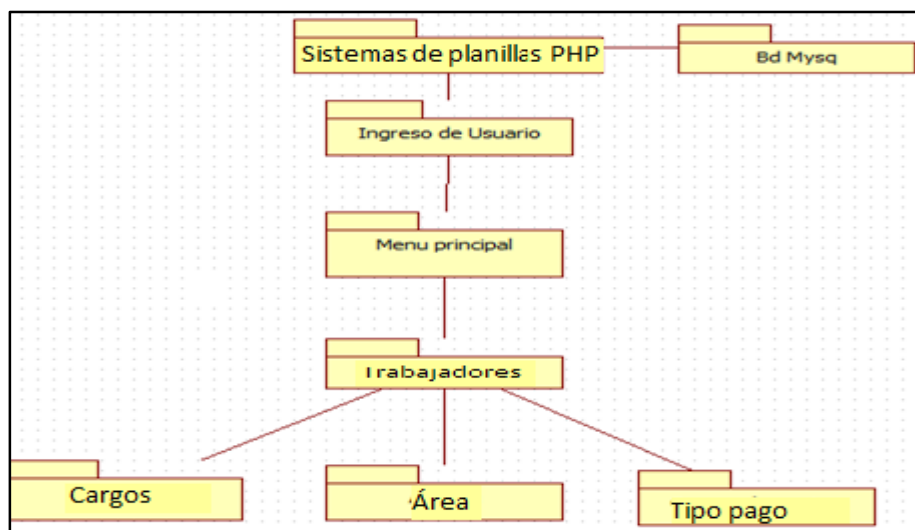 Sistemas de planillas PHP
Bd Mysq
Ingreso de Usuario
Menu principal
Trabajadores
Cargos
Área
Tipo pago